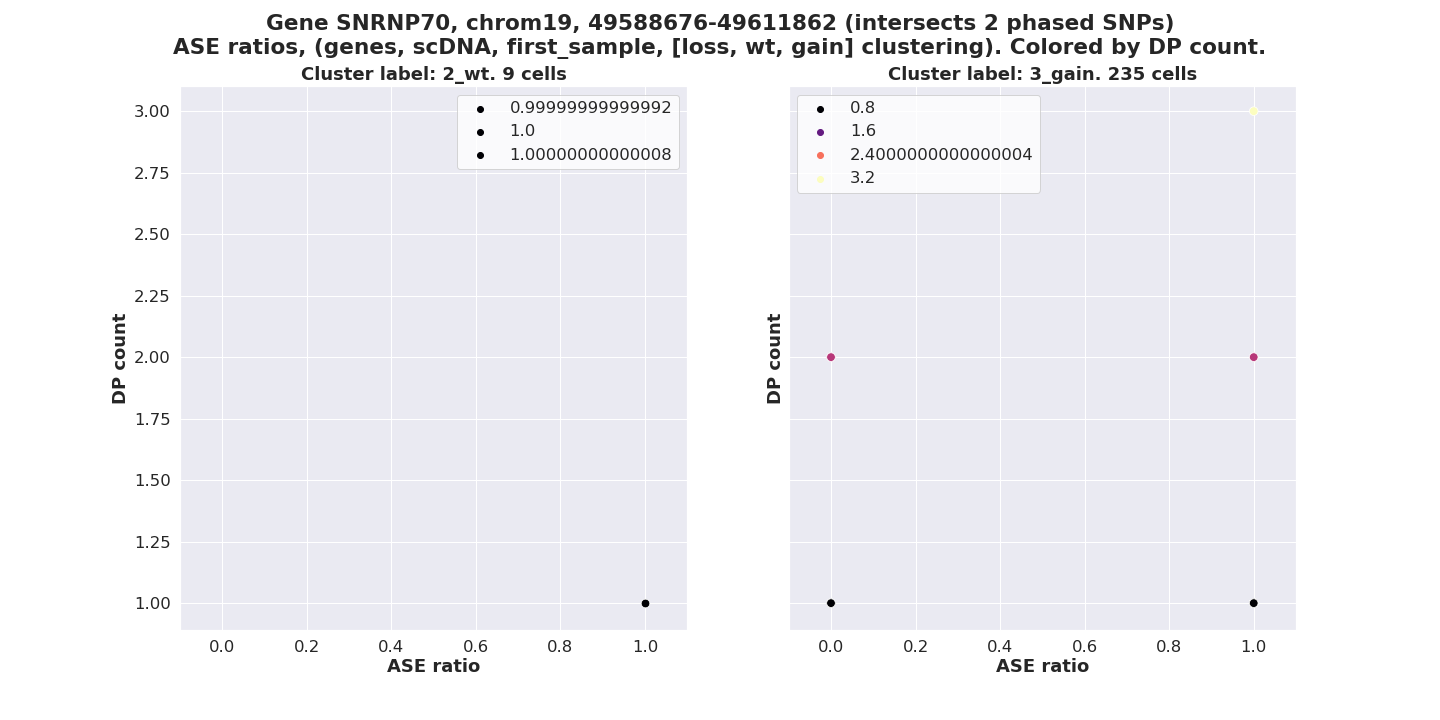 Gene SNRNP70, chrom19, 49588676-49611862 (intersects 2 phased SNPs)
ASE ratios, (genes, scDNA, first_sample, [loss, wt, gain] clustering). Colored by DP count.
Cluster label: 2_wt. 9 cells
0.99999999999992
1.0
1.00000000000008
3.00
2.75
2.50
2.25
2.00
1.75
1.50
1.25
1.00
DP count
0.0 0.2 0.4 0.6 0.8 1.0
ASE ratio
Cluster label: 3_gain. 235 cells
0.8
1.6
2.4000000000000004
3.2
DP count
0.0 0.2 0.4 0.6 0.8 1.0
ASE ratio